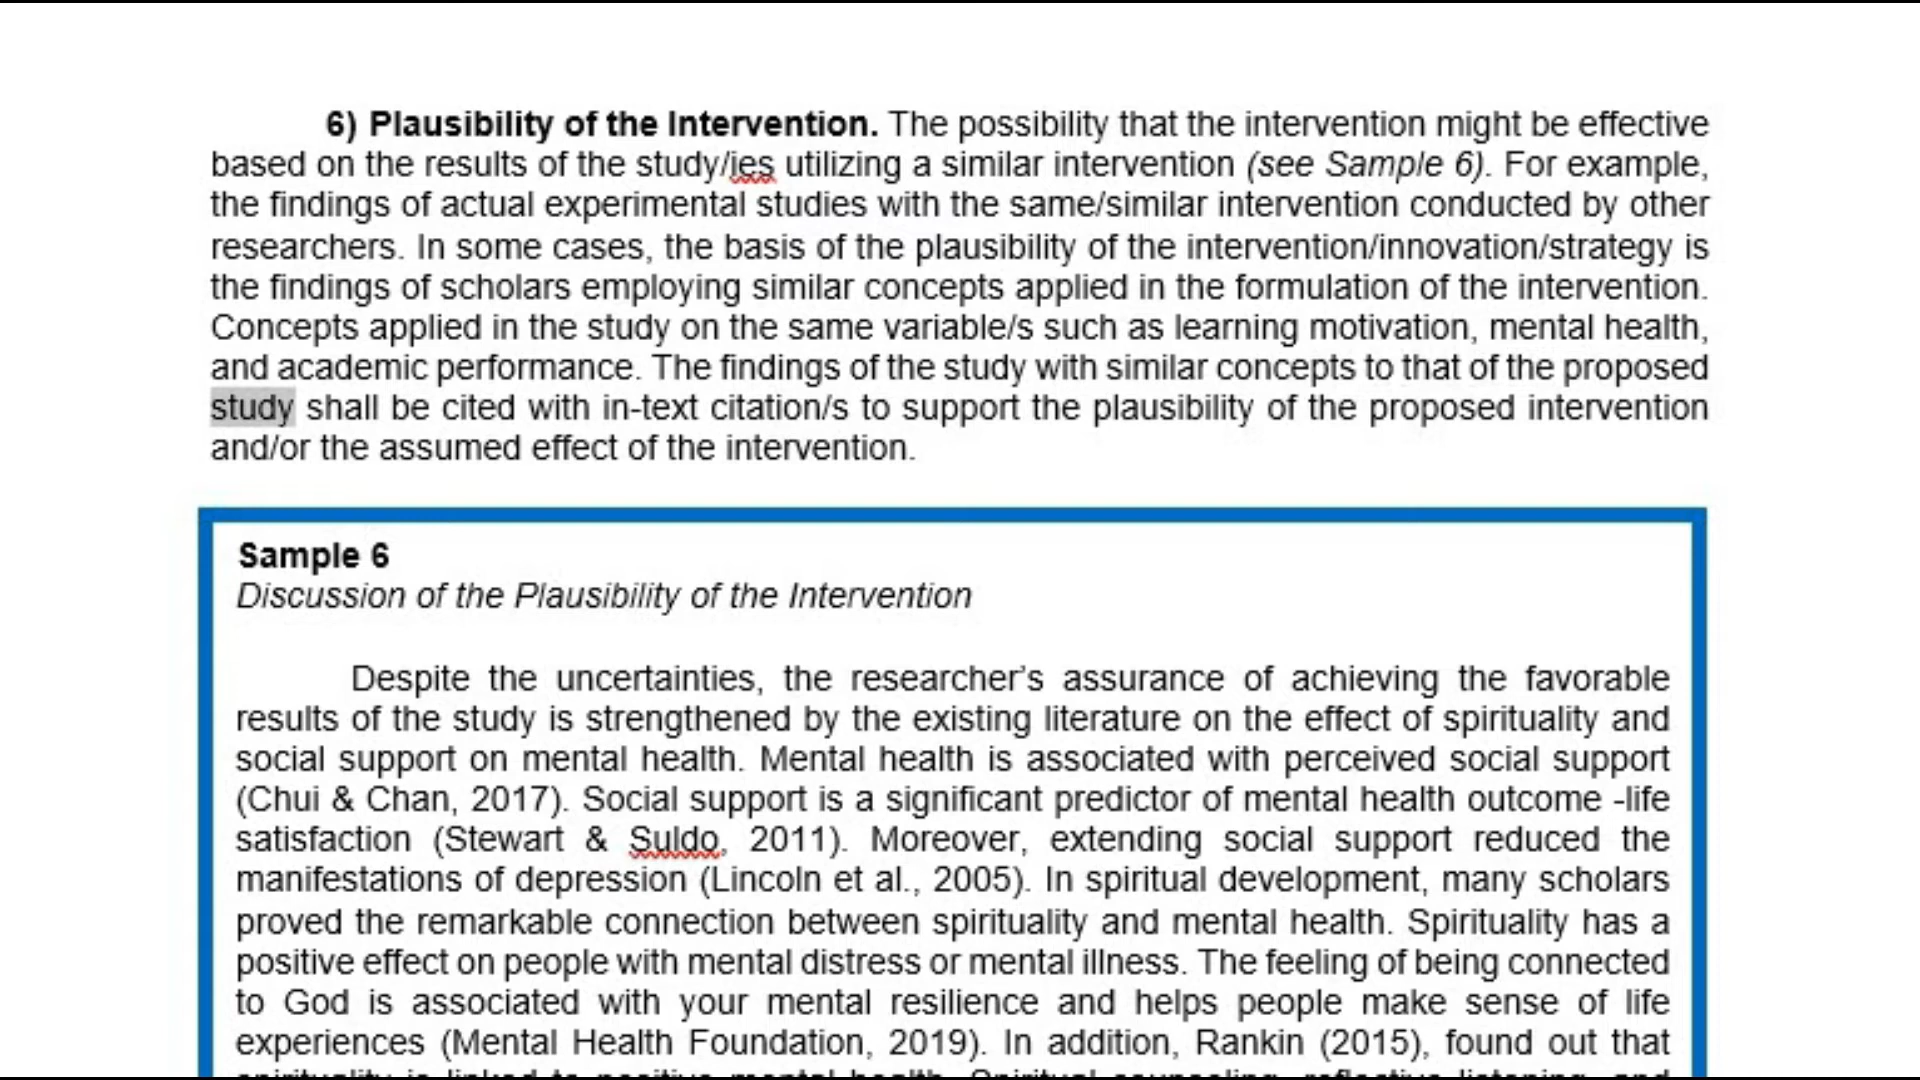 6) Plausibility of the Intervention. The possibility that the intervention might be effective
based on the results of the study/ies utilizing a similar intervention (see Sample 6). For example,
the findings of actual experimental studies with the same/similar intervention conducted by other
researchers. In some cases, the basis of the plausibility of the intervention/innovation/strategy is
the findings of scholars employing similar concepts applied in the formulation of the intervention.
Concepts applied in the study on the same variable/s such as learning motivation, mental health,
and academic performance. The findings of the study with similar concepts to that of the proposed
study shall be cited with in-text citation/s to support the plausibility of the proposed intervention
and/or the assumed effect of the intervention.
Sample 6
Discussion of the Plausibility of the Intervention
Despite the uncertainties, the researcher's assurance of achieving the favorable
results of the study is strengthened by the existing literature on the effect of spirituality and
social support on mental health. Mental health is associated with perceived social support
(Chui & Chan, 2017). Social support is a significant predictor of mental health outcome -life
satisfaction (Stewart & Suldo, 2011). Moreover, extending social support reduced the
manifestations of depression (Lincoln et al., 2005). In spiritual development, many scholars
proved the remarkable connection between spirituality and mental health. Spirituality has a
positive effect on people with mental distress or mental illness. The feeling of being connected
to God is associated with your mental resilience and helps people make sense of life
experiences (Mental Health Foundation, 2019). In addition, Rankin (2015), found out that
spirituality is linked to positive mental health. Spiritual counseling, reflective listening, and